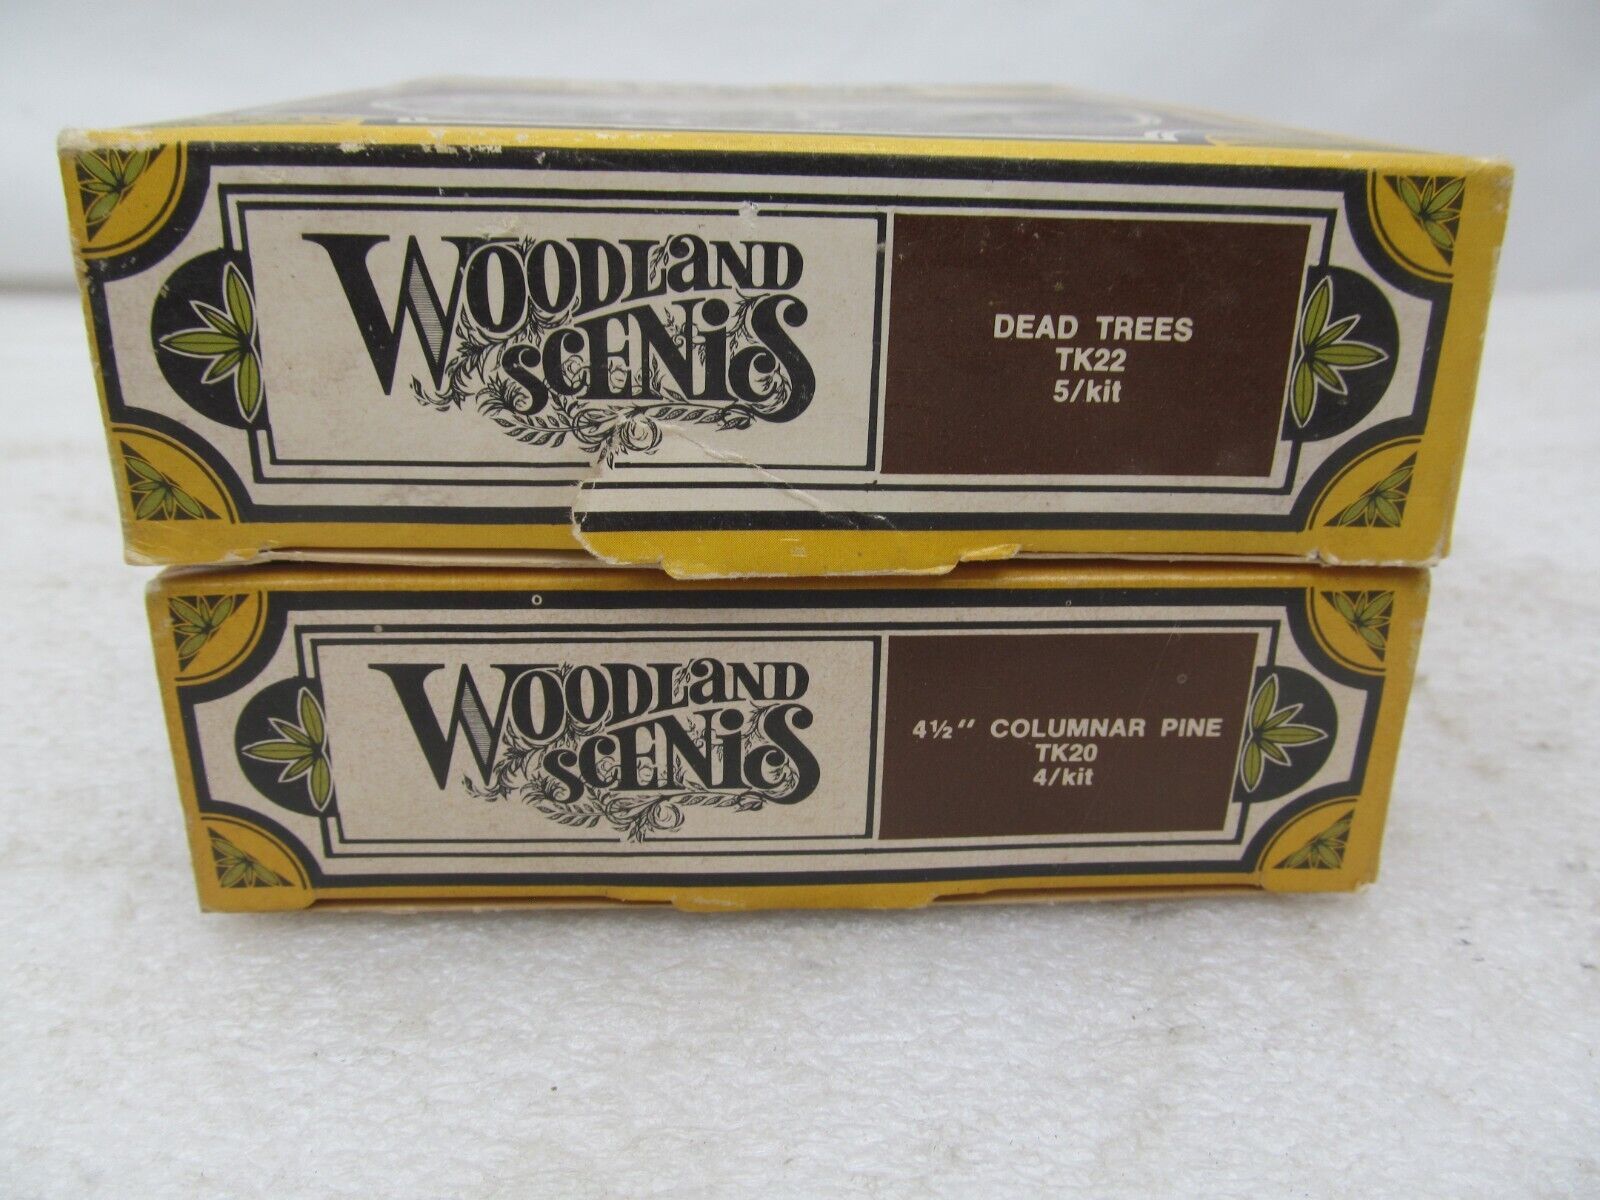 WOODLAND
SCENICS
DEAD TREES
TK22
5/kit
WOODLAND
SCENICS
4½" COLUMNAR PINE
TK20
4/kit